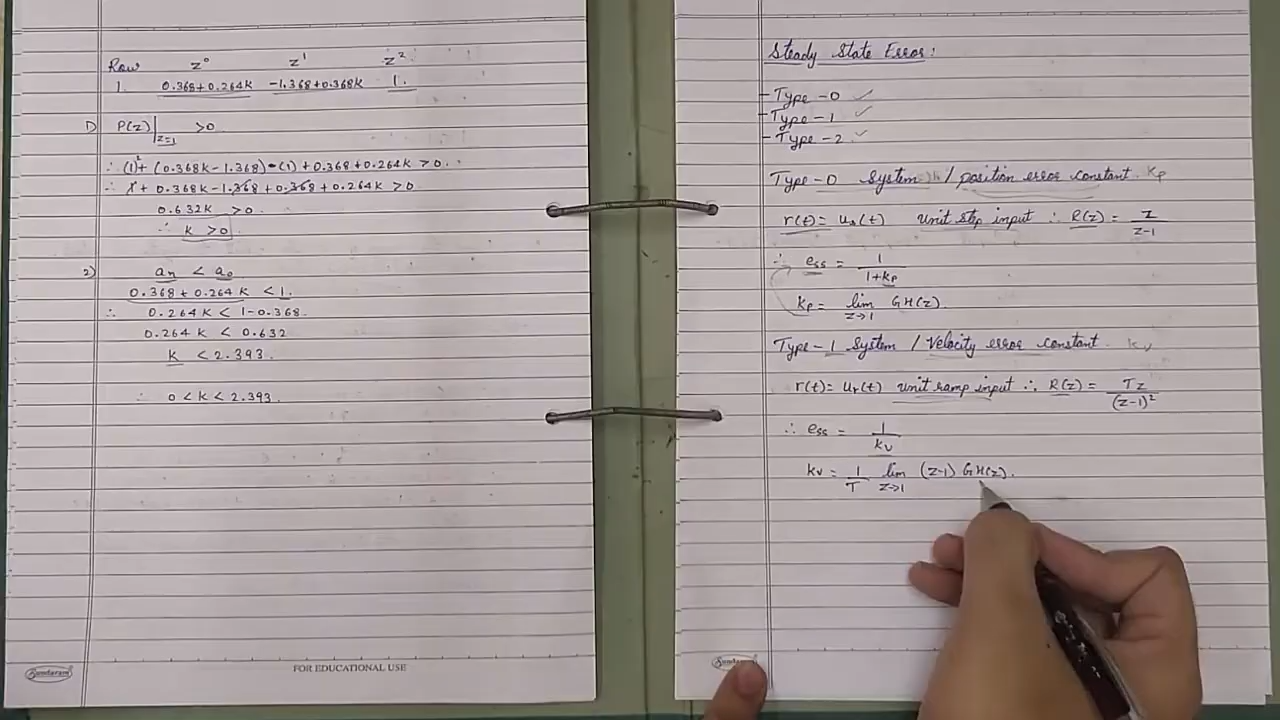 Row z⁰ z¹ z²
1. 0.368+0.264K -1.368+0.368K 1.
1) P(z)|z=1 >0
∴ (1)²+ (0.368K-1.368)(1) + 0.368+0.264K >0.
∴ 1+ 0.368K-1.368+0.368+0.264K >0
0.632K >0.
∴ K >0
2) an < a0
0.368+0.264K < 1.
∴ 0.264K < 1-0.368.
0.264K < 0.632
K < 2.393.
∴ 0<K<2.393.
Sundaram
FOR EDUCATIONAL USE
Steady State Error:
- Type-0 ✓
- Type-1 ✓
- Type-2 ✓
Type-0 System / position error constant. Kp
r(t)= u₀(t) unit step input ∴ R(z) = z/(z-1)
∴ ess = 1/(1+Kp)
Kp = lim z→1 GH(z).
Type-1 System / Velocity error constant. Kv
r(t)= ur(t) unit ramp input ∴ R(z) = Tz/(z-1)²
∴ ess = 1/Kv
Kv = 1/T lim z→1 (z-1) GH(z).